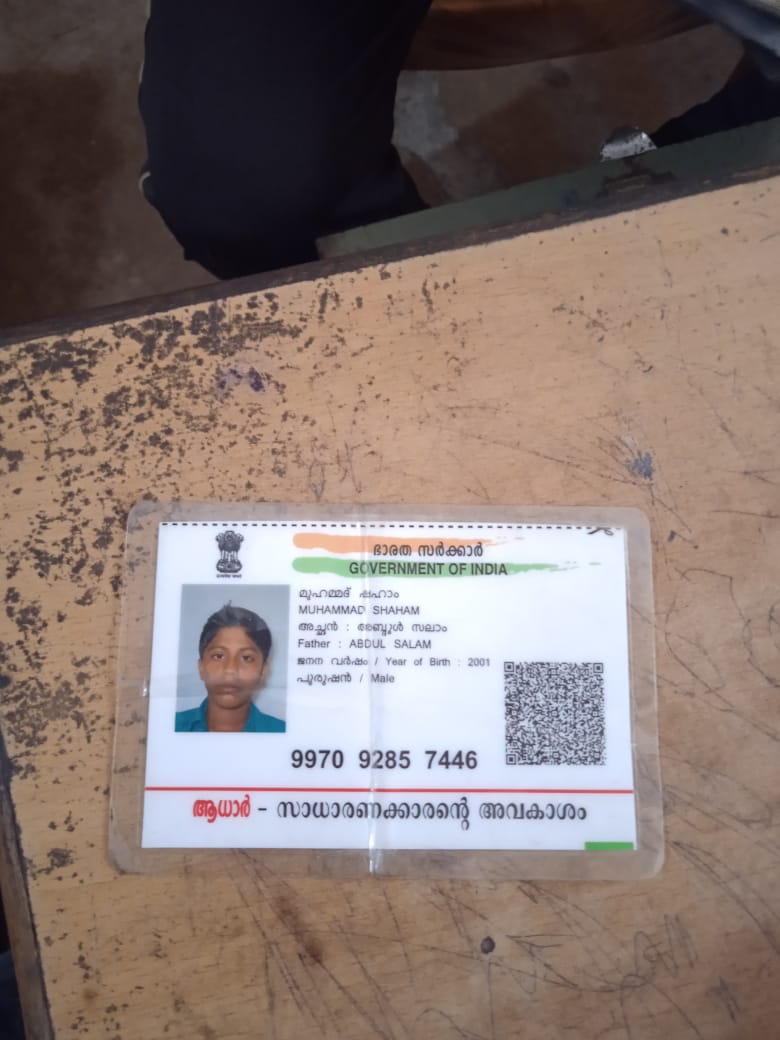 ഭാരത സർക്കാർ
GOVERNMENT OF INDIA
മുഹമ്മദ് ഷഹാം
MUHAMMAD SHAHAM
അച്ഛൻ : അബ്ദുൾ സലാം
Father : ABDUL SALAM
ജനന വർഷം / Year of Birth : 2001
പുരുഷൻ / Male
9970 9285 7446
ആധാർ - സാധാരണക്കാരന്റെ അവകാശം